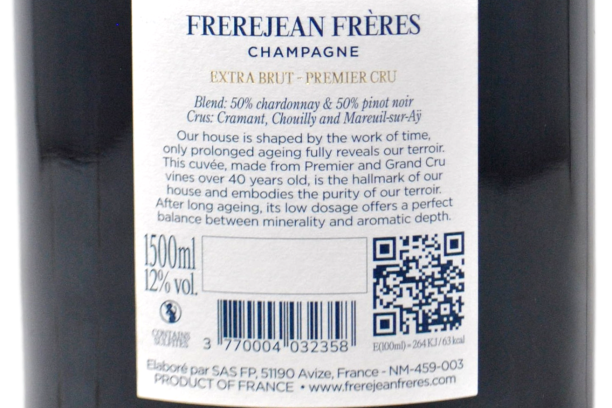 FREREJEAN FRÈRES
CHAMPAGNE
EXTRA BRUT - PREMIER CRU
Blend: 50% chardonnay & 50% pinot noir
Crus: Cramant, Chouilly and Mareuil-sur-Aÿ
Our house is shaped by the work of time,
only prolonged ageing fully reveals our terroir.
This cuvée, made from Premier and Grand Cru
vines over 40 years old, is the hallmark of our
house and embodies the purity of our terroir.
After long ageing, its low dosage offers a perfect
balance between minerality and aromatic depth.
1500ml
12% vol.
CONTAINS
SULFITES
3 770004 032358
E(100ml) = 264 KJ / 63 kcal
Elaboré par SAS FP, 51190 Avize, France - NM-459-003
PRODUCT OF FRANCE • www.frerejeanfreres.com